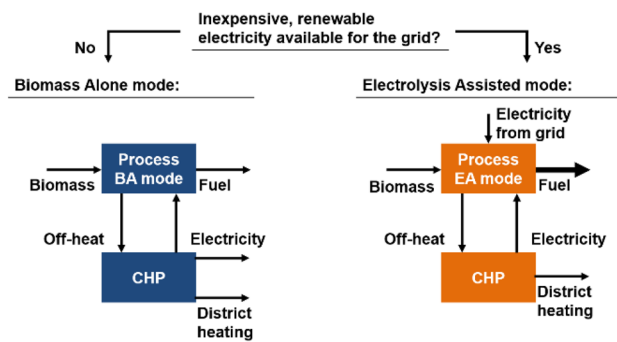 Inexpensive, renewable
electricity available for the grid?
No
Yes
Biomass Alone mode:
Electrolysis Assisted mode:
Electricity
from grid
Process
BA mode
Biomass
Fuel
Off-heat
Electricity
CHP
District
heating
Process
EA mode
Biomass
Fuel
Off-heat
Electricity
CHP
District
heating